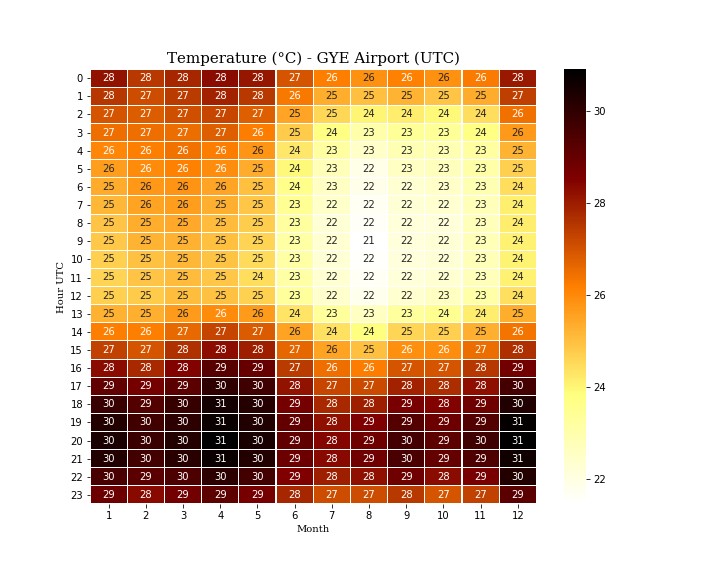 Temperature (°C) - GYE Airport (UTC)
0 28 28 28 28 28 27 26 26 26 26 26 28
1 28 27 27 28 28 26 25 25 25 25 25 27
2 27 27 27 27 27 25 25 24 24 24 24 26
3 27 27 27 27 26 25 24 23 23 23 24 26
4 26 26 26 26 26 24 23 23 23 23 23 25
5 26 26 26 26 25 24 23 22 22 23 23 25
6 25 26 26 26 25 24 23 22 22 23 23 24
7 25 26 26 25 25 23 22 22 22 22 23 24
8 25 25 25 25 25 23 22 22 22 22 23 24
9 25 25 25 25 25 23 22 21 22 22 23 24
10 25 25 25 25 25 23 22 22 22 22 23 24
11 25 25 25 25 24 23 22 22 22 22 23 24
12 25 25 25 25 25 23 22 22 22 23 23 24
13 25 25 26 26 26 24 23 23 23 24 24 25
14 26 26 27 27 27 26 24 24 25 25 25 26
15 27 27 28 28 28 27 26 25 26 26 27 28
16 28 28 28 29 29 27 26 26 27 27 28 29
17 29 29 29 30 30 28 27 27 28 28 28 30
18 30 29 30 31 30 29 28 28 29 28 29 30
19 30 30 30 31 30 29 28 29 29 29 29 31
20 30 30 30 31 30 29 28 29 30 29 30 31
21 30 30 30 31 30 29 28 29 30 29 29 31
22 30 29 30 30 30 29 28 28 29 28 29 30
23 29 28 29 29 29 28 27 27 28 27 27 29
1 2 3 4 5 6 7 8 9 10 11 12
Month
Hour UTC
30
28
26
24
22